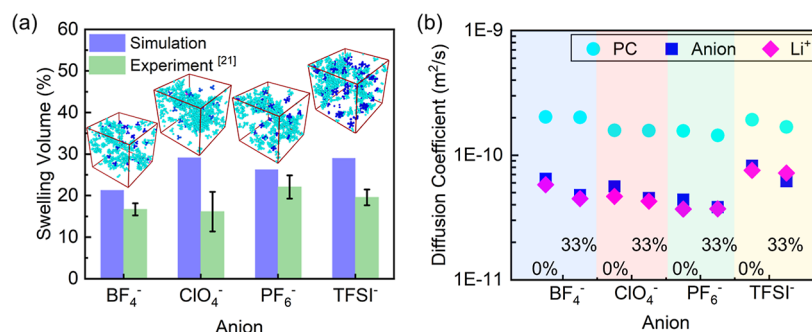 (a)
Swelling Volume (%)
60
50
40
30
20
10
0
Simulation
Experiment [21]
BF₄⁻ ClO₄⁻ PF₆⁻ TFSI⁻
Anion
(b)
Diffusion Coefficient (m²/s)
1E-9
1E-10
1E-11
PC Anion Li⁺
33% 33% 33% 33%
0% 0% 0% 0%
BF₄⁻ ClO₄⁻ PF₆⁻ TFSI⁻
Anion